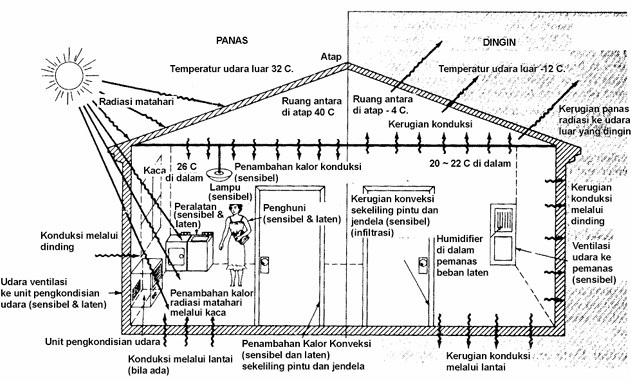 PANAS
DINGIN
Atap
Temperatur udara luar 32 C.
Temperatur udara luar -12 C.
Radiasi matahari
Ruang antara
di atap 40 C
Ruang antara
di atap - 4 C.
Kerugian konduksi
Kerugian panas
radiasi ke udara
luar yang dingin
Kaca
26 C
di dalam
Penambahan kalor konduksi
(sensibel)
20 ~ 22 C di dalam
Lampu
(sensibel)
Peralatan
(sensibel &
laten)
Penghuni
(sensibel & laten)
Kerugian konveksi
sekeliling pintu dan
jendela (sensibel)
(infiltrasi)
Kerugian
konduksi
melalui
dinding
Konduksi melalui
dinding
Humidifier
di dalam
pemanas
beban laten
Ventilasi
udara ke
pemanas
(sensibel)
Udara ventilasi
ke unit pengkondisian
udara (sensibel & laten)
Penambahan kalor
radiasi matahari
melalui kaca
Unit pengkondisian udara
Konduksi melalui lantai
(bila ada)
Penambahan Kalor Konveksi
(sensibel dan laten)
sekeliling pintu dan jendela
Kerugian konduksi
melalui lantai